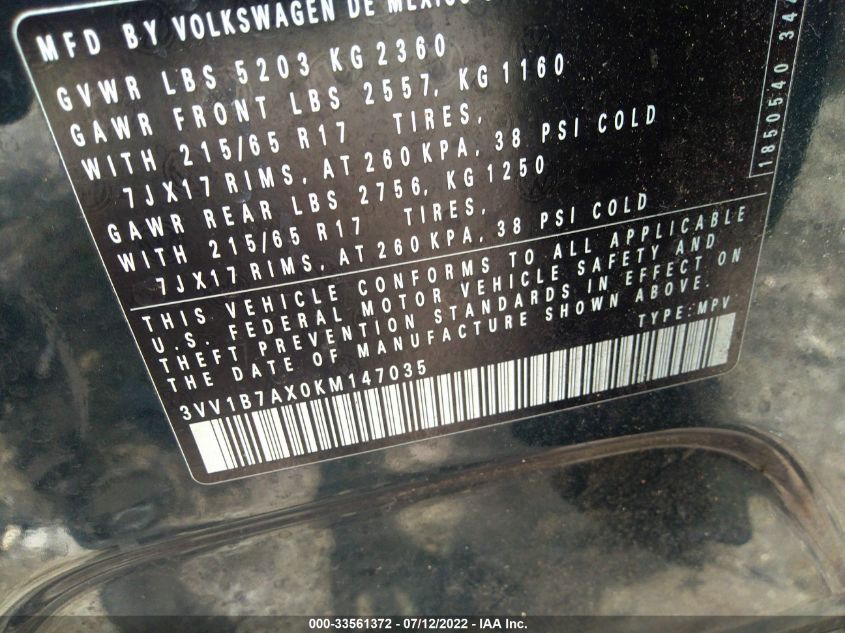 MFD BY VOLKSWAGEN DE MEXICO
GVWR LBS 5203 KG 2360
GAWR FRONT LBS 2557, KG 1160
WITH 215/65 R17 TIRES,
7JX17 RIMS, AT 260 KPA, 38 PSI COLD
GAWR REAR LBS 2756, KG 1250
WITH 215/65 R17 TIRES,
7JX17 RIMS, AT 260 KPA, 38 PSI COLD
THIS VEHICLE CONFORMS TO ALL APPLICABLE
U.S. FEDERAL MOTOR VEHICLE SAFETY AND
THEFT PREVENTION STANDARDS IN EFFECT ON
THE DATE OF MANUFACTURE SHOWN ABOVE.
TYPE: MPV
3VV1B7AX0KM147035
1850540 344
000-33561372 - 07/12/2022 - IAA Inc.